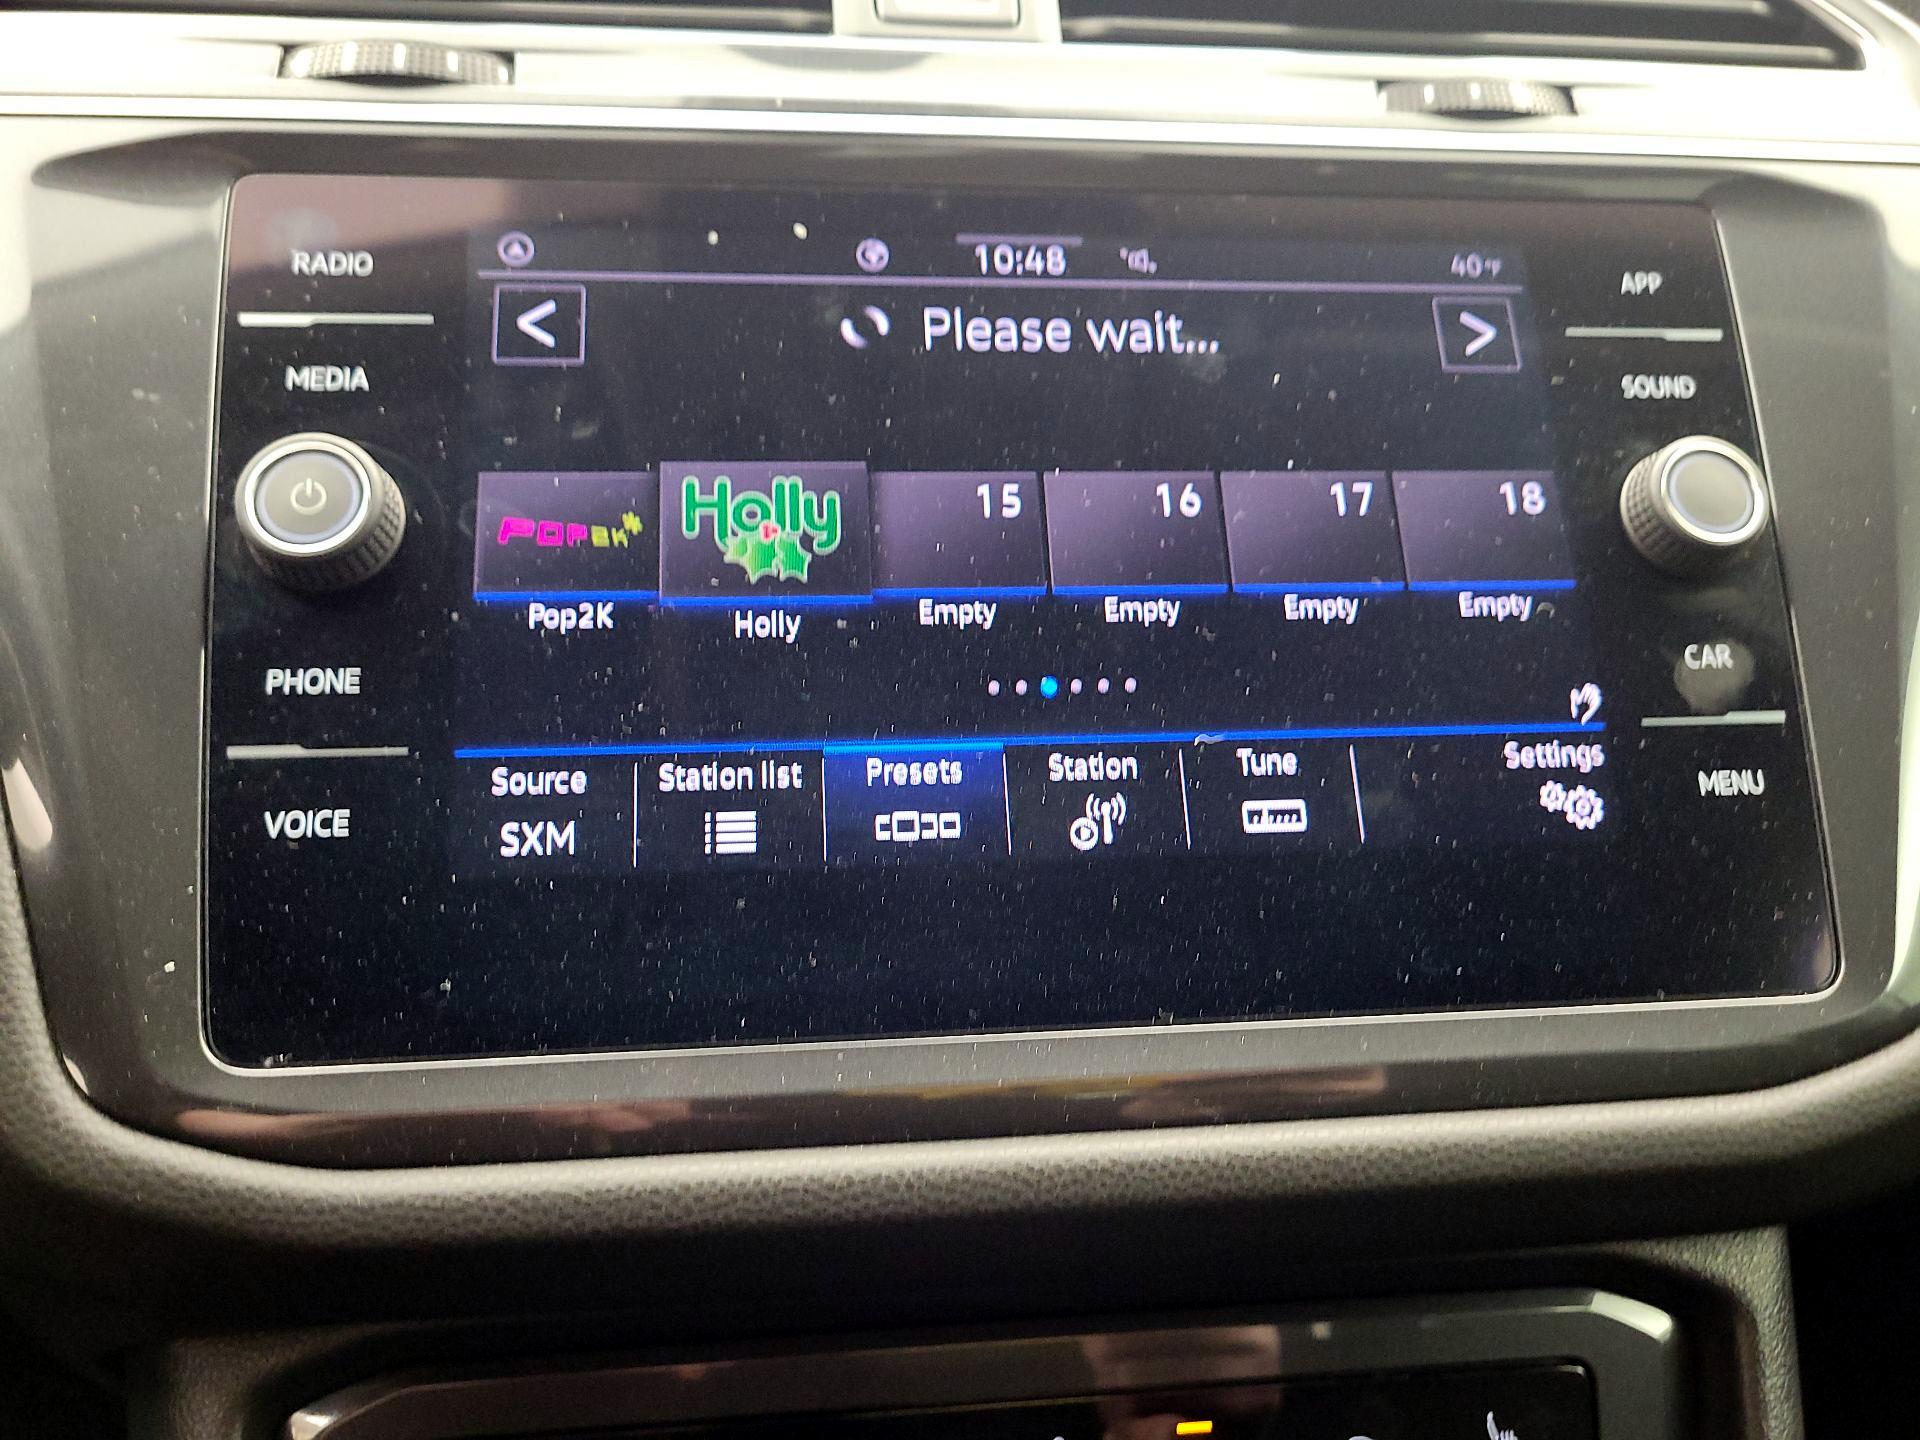 RADIO
MEDIA
PHONE
VOICE
10:48
40°F
< Please wait... >
POP2K
Holly
15
16
17
18
Pop2K
Holly
Empty
Empty
Empty
Empty
Source
SXM
Station list
Presets
Station
Tune
Settings
APP
SOUND
CAR
MENU